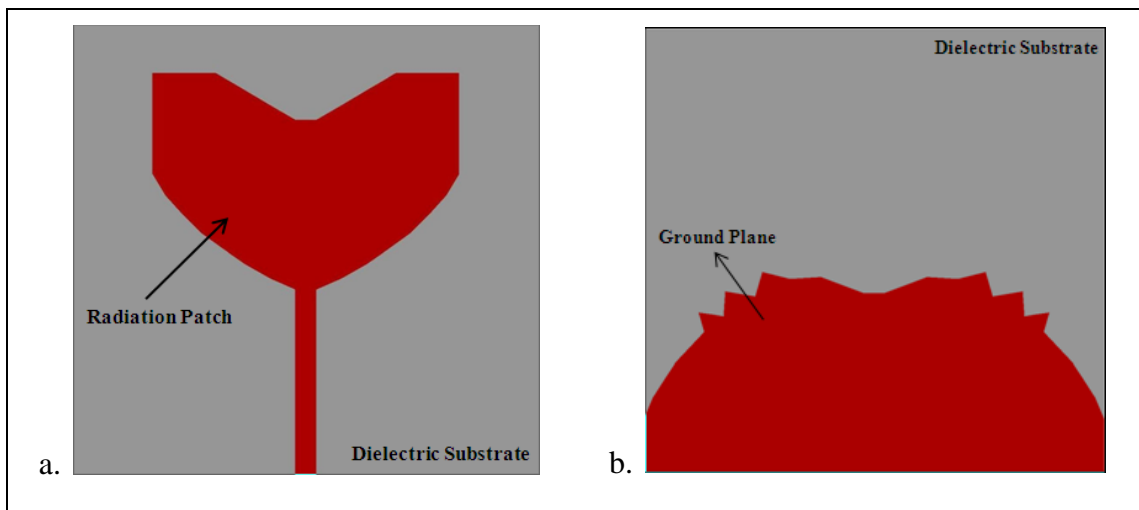 Radiation Patch
Dielectric Substrate
a.
Dielectric Substrate
Ground Plane
b.